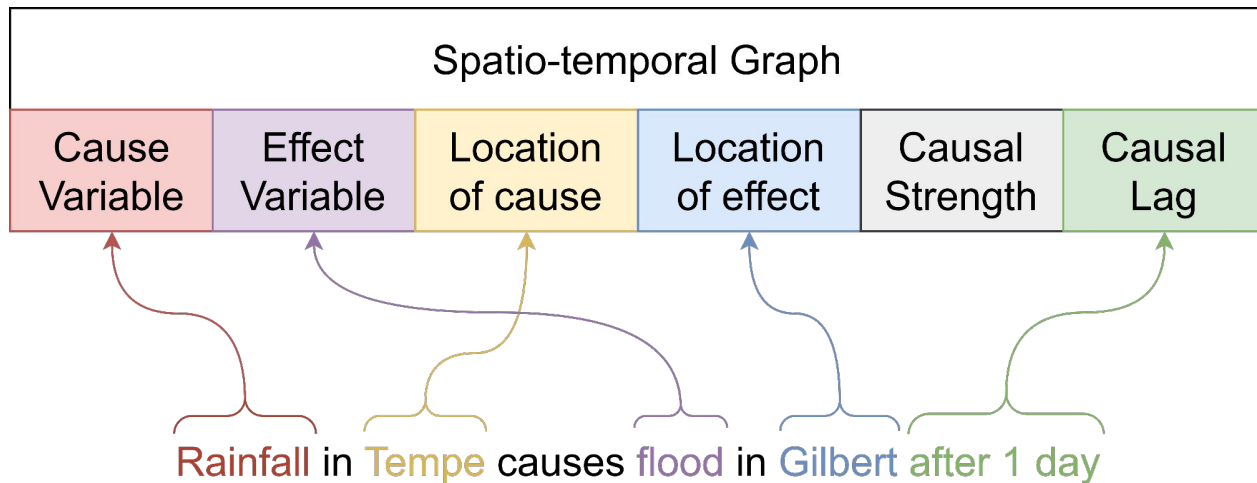 Spatio-temporal Graph
Cause Variable
Effect Variable
Location of cause
Location of effect
Causal Strength
Causal Lag
Rainfall in Tempe causes flood in Gilbert after 1 day